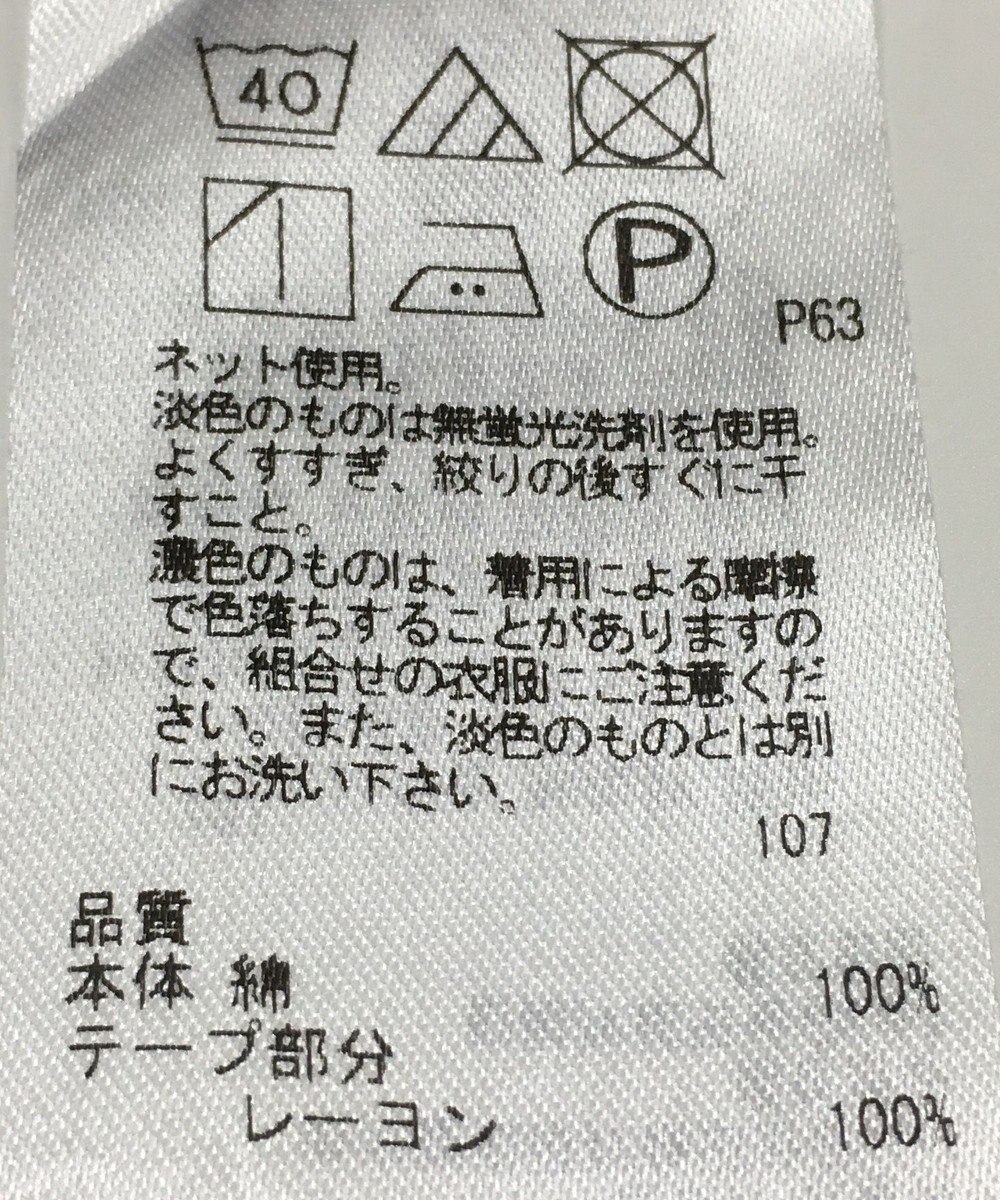 40
P
P63
ネット使用。
淡色のものは無蛍光洗剤を使用。
よくすすぎ、絞りの後すぐに干
すこと。
濃色のものは、着用による摩擦
で色落ちすることがありますの
で、組合せの衣服にご注意くだ
さい。また、淡色のものとは別
にお洗い下さい。
107
品質
本体 綿 100%
テープ部分
レーヨン 100%